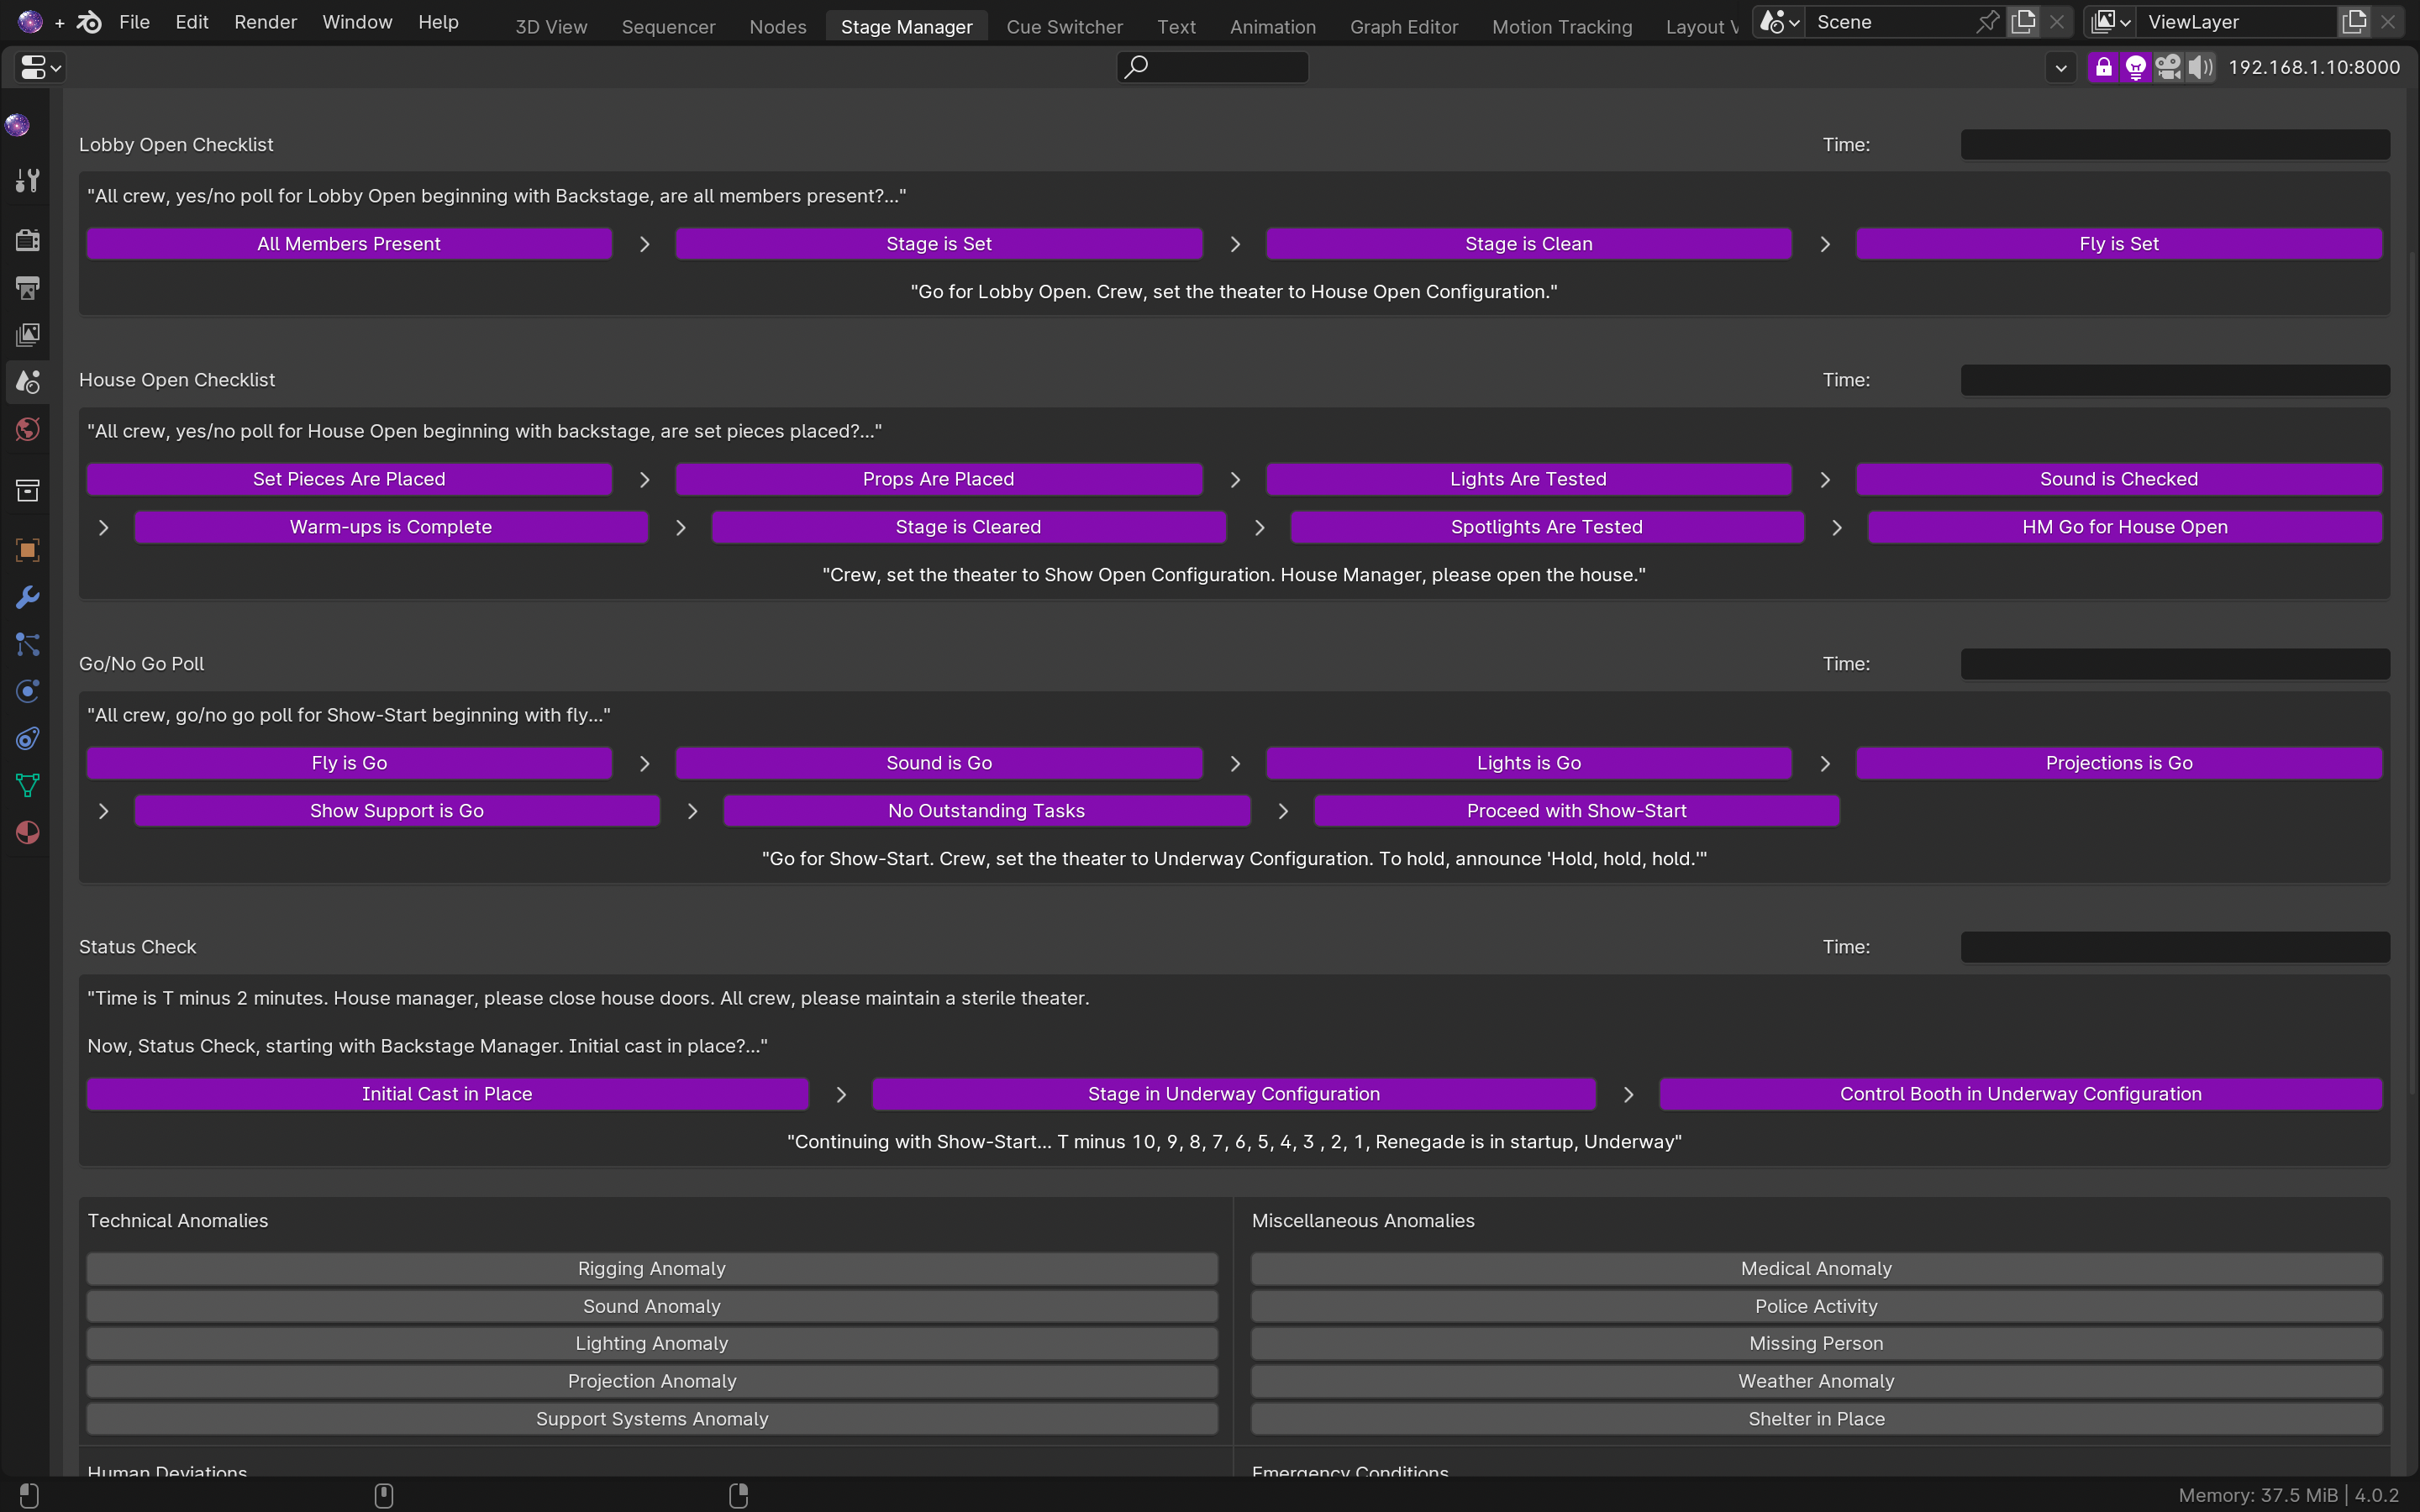 + File Edit Render Window Help 3D View Sequencer Nodes Stage Manager Cue Switcher Text Animation Graph Editor Motion Tracking Layout V Scene ViewLayer
192.168.1.10:8000
Lobby Open Checklist Time:
"All crew, yes/no poll for Lobby Open beginning with Backstage, are all members present?..."
All Members Present > Stage is Set > Stage is Clean > Fly is Set
"Go for Lobby Open. Crew, set the theater to House Open Configuration."
House Open Checklist Time:
"All crew, yes/no poll for House Open beginning with backstage, are set pieces placed?..."
Set Pieces Are Placed > Props Are Placed > Lights Are Tested > Sound is Checked
> Warm-ups is Complete > Stage is Cleared > Spotlights Are Tested > HM Go for House Open
"Crew, set the theater to Show Open Configuration. House Manager, please open the house."
Go/No Go Poll Time:
"All crew, go/no go poll for Show-Start beginning with fly..."
Fly is Go > Sound is Go > Lights is Go > Projections is Go
> Show Support is Go > No Outstanding Tasks > Proceed with Show-Start
"Go for Show-Start. Crew, set the theater to Underway Configuration. To hold, announce 'Hold, hold, hold.'"
Status Check Time:
"Time is T minus 2 minutes. House manager, please close house doors. All crew, please maintain a sterile theater.
Now, Status Check, starting with Backstage Manager. Initial cast in place?..."
Initial Cast in Place > Stage in Underway Configuration > Control Booth in Underway Configuration
"Continuing with Show-Start... T minus 10, 9, 8, 7, 6, 5, 4, 3 , 2, 1, Renegade is in startup, Underway"
Technical Anomalies Miscellaneous Anomalies
Rigging Anomaly Medical Anomaly
Sound Anomaly Police Activity
Lighting Anomaly Missing Person
Projection Anomaly Weather Anomaly
Support Systems Anomaly Shelter in Place
Human Deviations Emergency Conditions
Memory: 37.5 MiB | 4.0.2